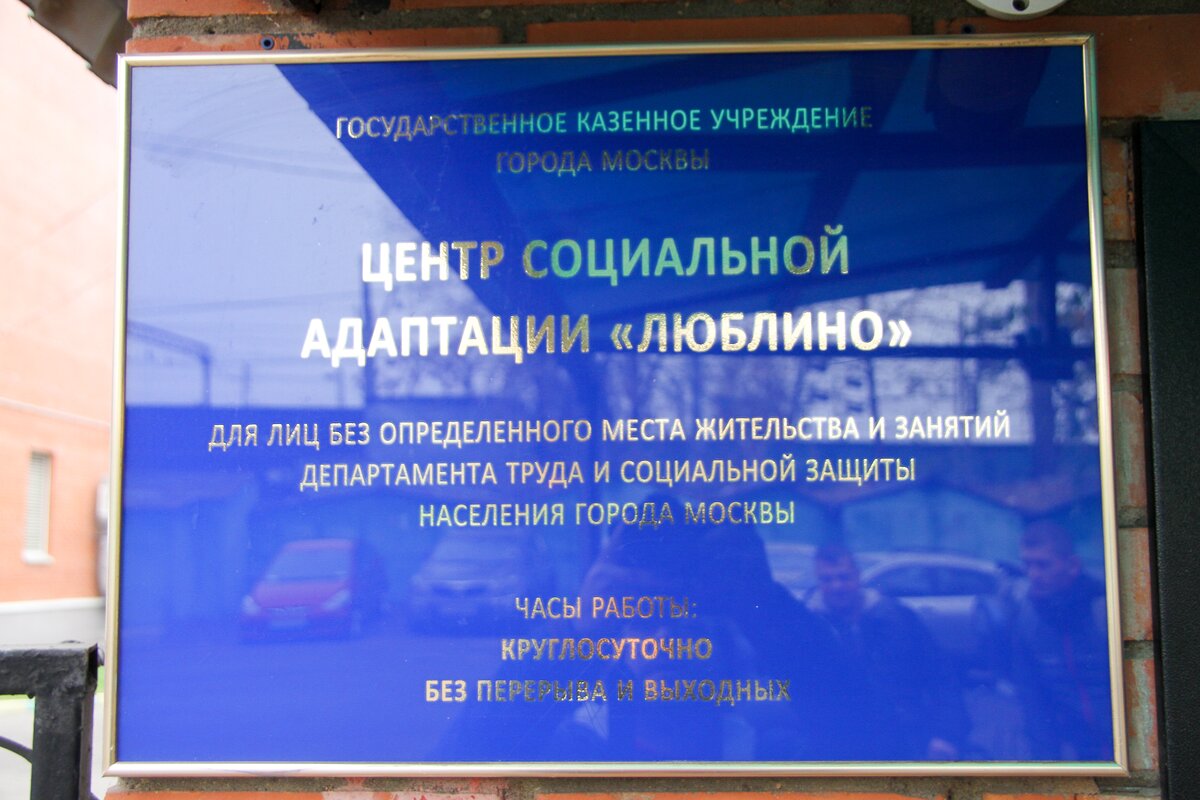 ГОСУДАРСТВЕННОЕ КАЗЕННОЕ УЧРЕЖДЕНИЕ
ГОРОДА МОСКВЫ
ЦЕНТР СОЦИАЛЬНОЙ
АДАПТАЦИИ «ЛЮБЛИНО»
ДЛЯ ЛИЦ БЕЗ ОПРЕДЕЛЕННОГО МЕСТА ЖИТЕЛЬСТВА И ЗАНЯТИЙ
ДЕПАРТАМЕНТА ТРУДА И СОЦИАЛЬНОЙ ЗАЩИТЫ
НАСЕЛЕНИЯ ГОРОДА МОСКВЫ
ЧАСЫ РАБОТЫ:
КРУГЛОСУТОЧНО
БЕЗ ПЕРЕРЫВА И ВЫХОДНЫХ